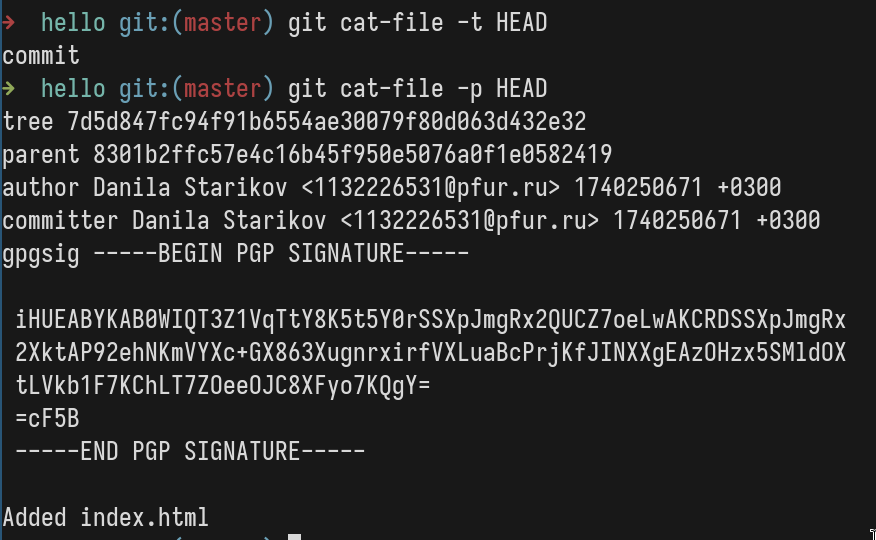 → hello git:(master) git cat-file -t HEAD
commit
→ hello git:(master) git cat-file -p HEAD
tree 7d5d847fc94f91b6554ae30079f80d063d432e32
parent 8301b2ffc57e4c16b45f950e5076a0f1e0582419
author Danila Starikov <1132226531@pfur.ru> 1740250671 +0300
committer Danila Starikov <1132226531@pfur.ru> 1740250671 +0300
gpgsig -----BEGIN PGP SIGNATURE-----
iHUEABYKAB0WIQT3Z1VqTtY8K5t5Y0rSSXpJmgRx2QUCZ7oeLwAKCRDSSXpJmgRx
2XktAP92ehNKmVYXc+GX863XugnrxirfVXLuaBcPrjKfJINXXgEAzOHzx5SMldOX
tLVkb1F7KChLT7ZOeeOJC8XFyo7KQgY=
=cF5B
-----END PGP SIGNATURE-----
Added index.html